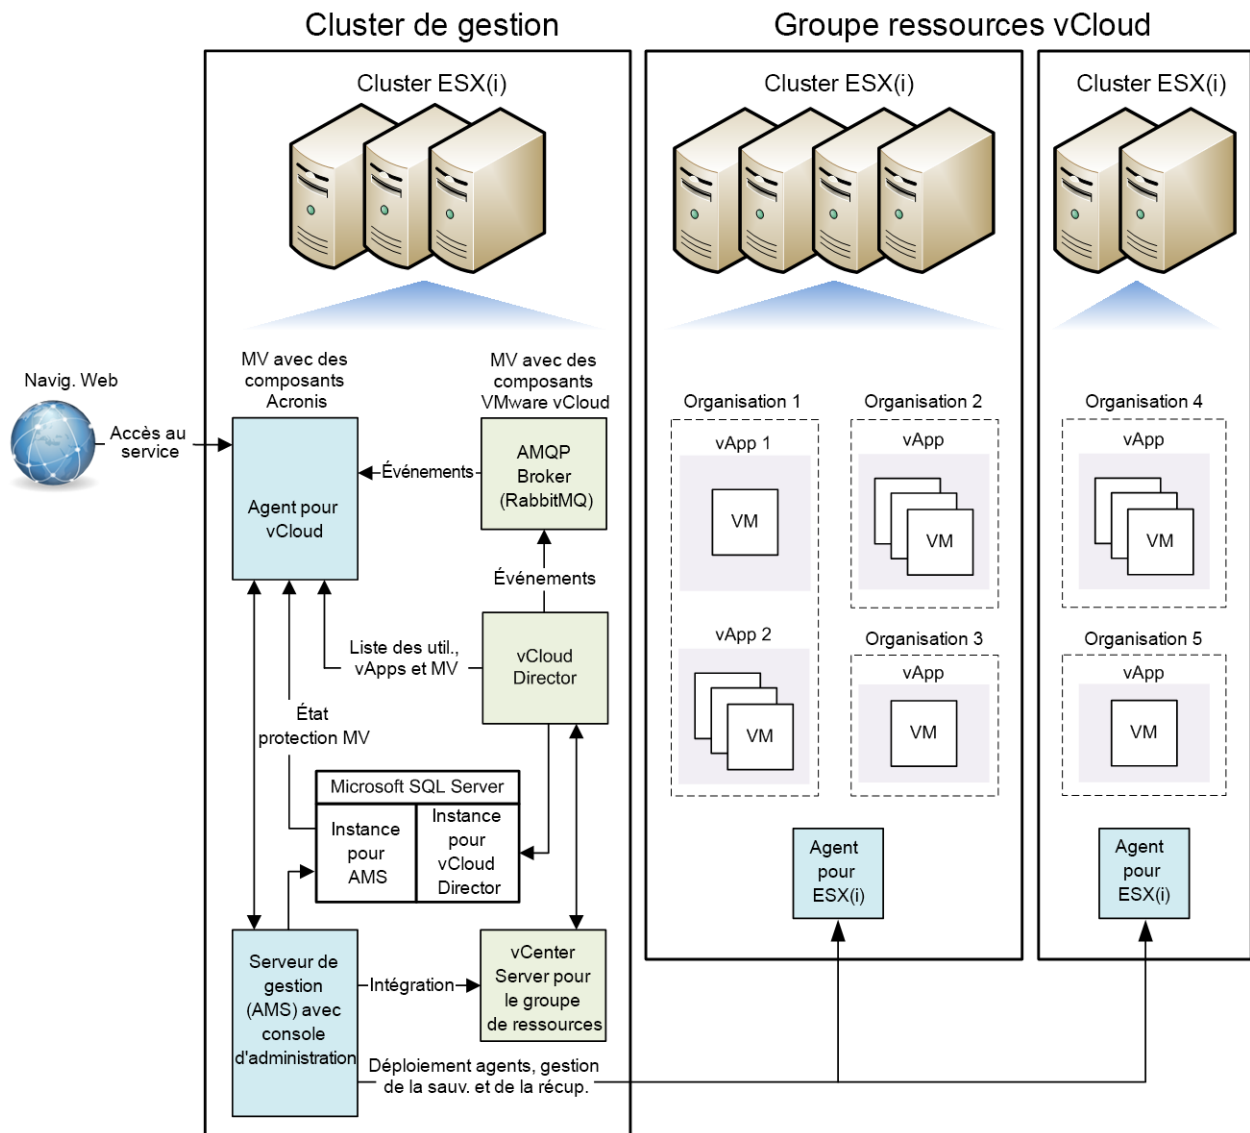 Cluster de gestion
Groupe ressources vCloud
Cluster ESX(i)
Cluster ESX(i)
Cluster ESX(i)
Navig. Web
Accès au
service
MV avec des
composants
Acronis
MV avec des
composants
VMware vCloud
Agent pour
vCloud
Événements
AMQP
Broker
(RabbitMQ)
Événements
Liste des util.,
vApps et MV
vCloud
Director
État
protection MV
Microsoft SQL Server
Instance
pour
AMS
Instance
pour
vCloud
Director
Serveur de
gestion
(AMS) avec
console
d'administration
Intégration
vCenter
Server pour
le groupe
de ressources
Déploiement agents, gestion
de la sauv. et de la récup.
Organisation 1
vApp 1
VM
vApp 2
VM
Organisation 2
vApp
VM
Organisation 3
vApp
VM
Agent
pour
ESX(i)
Organisation 4
vApp
VM
Organisation 5
vApp
VM
Agent
pour
ESX(i)